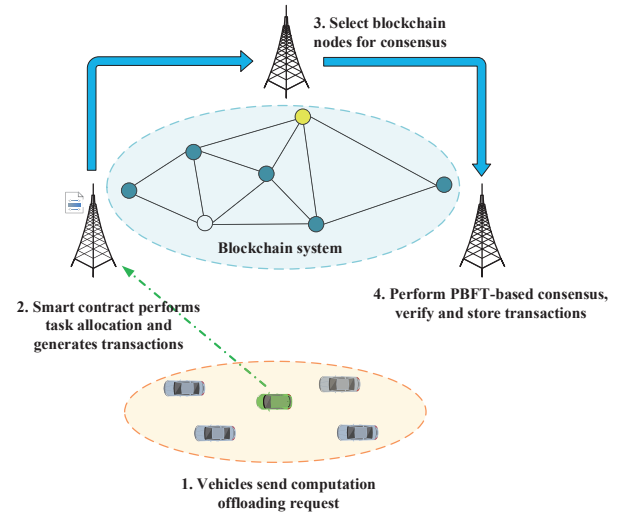 3. Select blockchain
nodes for consensus
Blockchain system
2. Smart contract performs
task allocation and
generates transactions
4. Perform PBFT-based consensus,
verify and store transactions
1. Vehicles send computation
offloading request